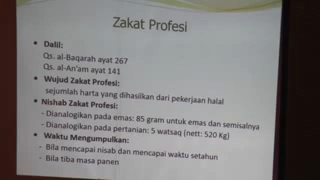 Zakat Profesi
• Dalil:
Qs. al-Baqarah ayat 267
Qs. al-An'am ayat 141
• Wujud Zakat Profesi:
sejumlah harta yang dihasilkan dari pekerjaan halal
• Nishab Zakat Profesi:
- Dianalogikan pada emas: 85 gram untuk emas dan semisalnya
- Dianalogikan pada pertanian: 5 watsaq (nett: 520 Kg)
• Waktu Mengumpulkan:
- Bila mencapai nisab dan mencapai waktu setahun
- Bila tiba masa panen